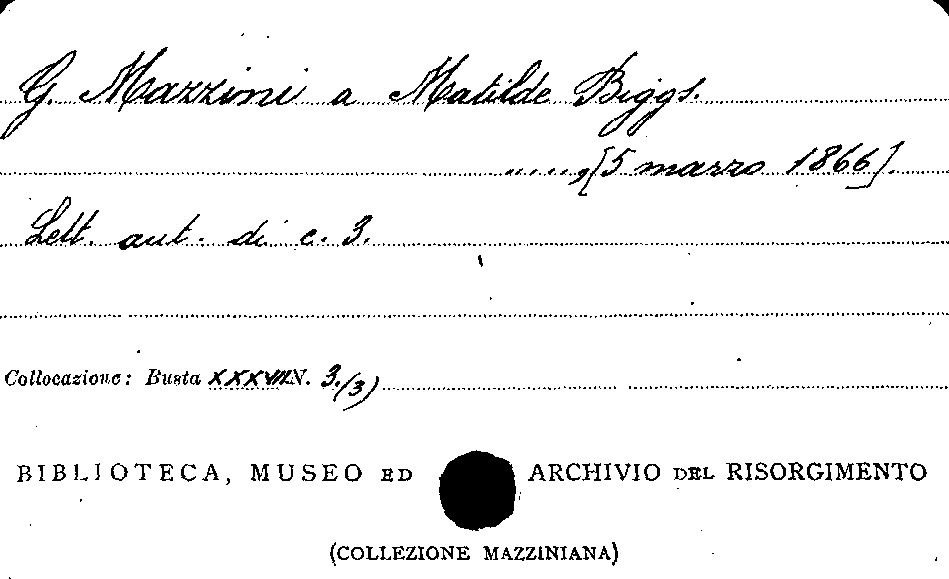 G. Mazzini a Matilde Biggs.
....., [5 marzo 1866].
Lett. aut. di c. 3.
Collocazione: Busta XXXVIII N. 3./3)
BIBLIOTECA, MUSEO ED ARCHIVIO DEL RISORGIMENTO
(COLLEZIONE MAZZINIANA)